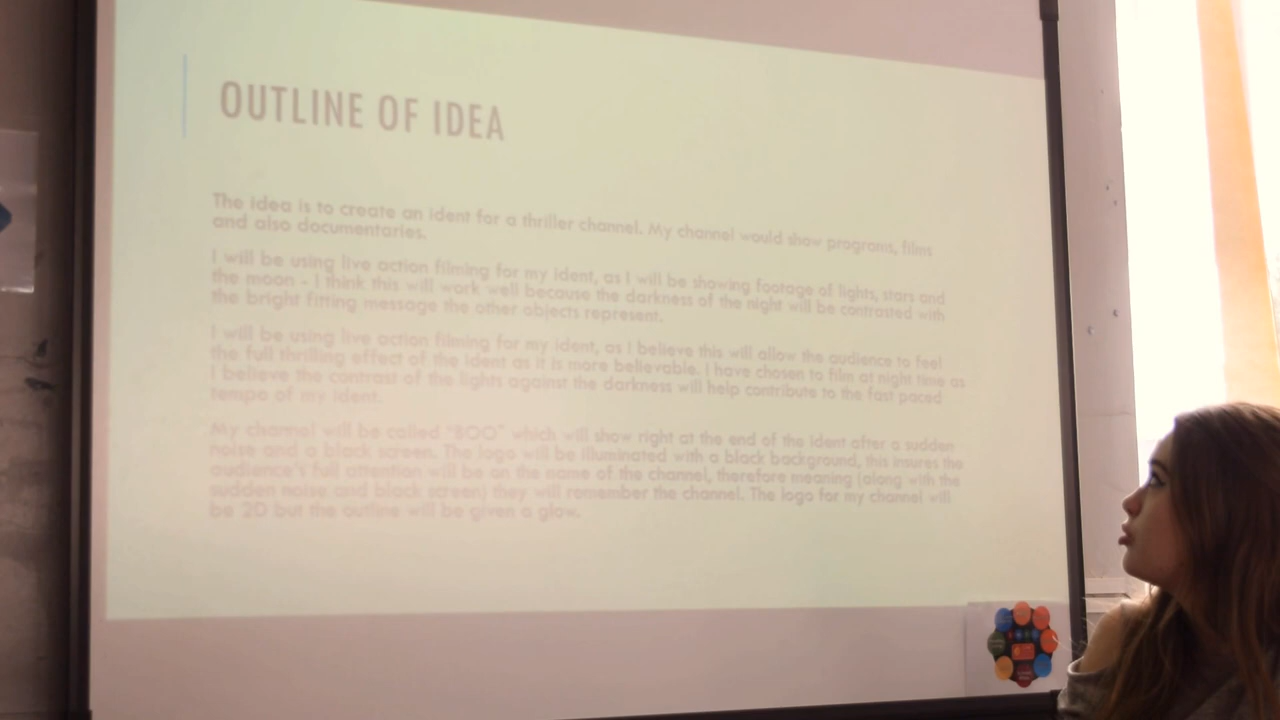 OUTLINE OF IDEA
The idea is to create an ident for a thriller channel. My channel would show programs, films
and also documentaries.
I will be using live action filming for my ident, as I will be showing footage of lights, stars and
the moon - I think this will work well because the darkness of the night will be contrasted with
the bright fitting message the other objects represent.
I will be using live action filming for my ident, as I believe this will allow the audience to feel
the full thrilling effect of the ident as it is more believable. I have chosen to film at night time as
I believe the contrast of the lights against the darkness will help contribute to the fast paced
tempo of my ident.
My channel will be called "BOO" which will show right at the end of the ident after a sudden
noise and a black screen. The logo will be illuminated with a black background, this insures the
audience's full attention will be on the name of the channel, therefore meaning (along with the
sudden noise and black screen) they will remember the channel. The logo for my channel will
be 2D but the outline will be given a glow.